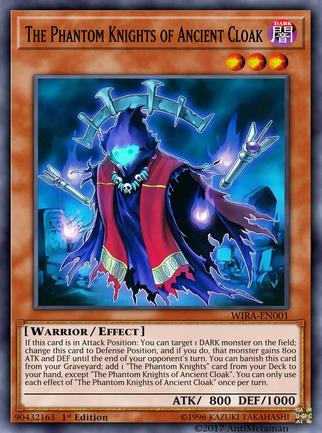 The Phantom Knights of Ancient Cloak
DARK
闇
WIRA-EN001
[Warrior / Effect]
If this card is in Attack Position: You can target 1 DARK monster on the field;
change this card to Defense Position, and if you do, that monster gains 800
ATK and DEF until the end of your opponent's turn. You can banish this card
from your Graveyard; add 1 "The Phantom Knights" card from your Deck to
your hand, except "The Phantom Knights of Ancient Cloak". You can only use
each effect of "The Phantom Knights of Ancient Cloak" once per turn.
ATK/ 800 DEF/1000
90432163 1st Edition ©1996 KAZUKI TAKAHASHI
©2017 AntiMetaman